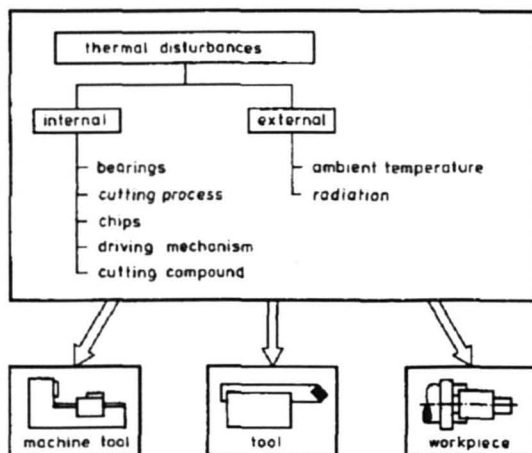 thermal disturbances
internal
external
bearings
cutting process
chips
driving mechanism
cutting compound
ambient temperature
radiation
machine tool
tool
workpiece